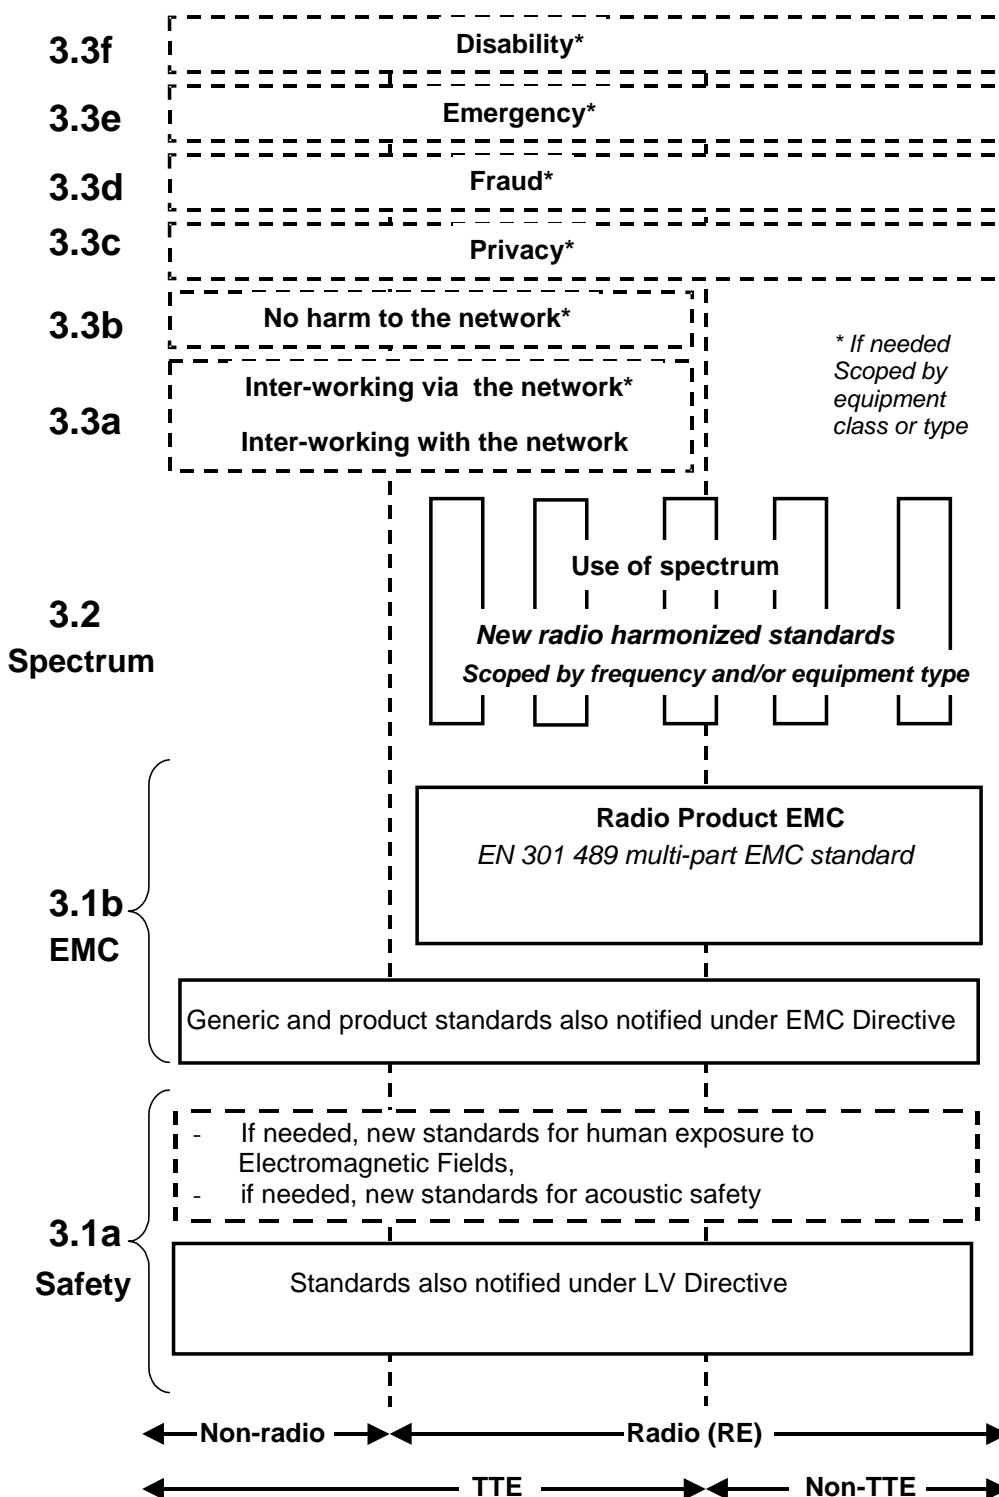 3.3f
Disability*
3.3e
Emergency*
3.3d
Fraud*
3.3c
Privacy*
3.3b
No harm to the network*
* If needed
Scoped by
equipment
class or type
3.3a
Inter-working via the network*
Inter-working with the network
Use of spectrum
3.2
Spectrum
New radio harmonized standards
Scoped by frequency and/or equipment type
Radio Product EMC
EN 301 489 multi-part EMC standard
3.1b
EMC
Generic and product standards also notified under EMC Directive
- If needed, new standards for human exposure to
Electromagnetic Fields,
- if needed, new standards for acoustic safety
3.1a
Safety
Standards also notified under LV Directive
Non-radio
Radio (RE)
TTE
Non-TTE